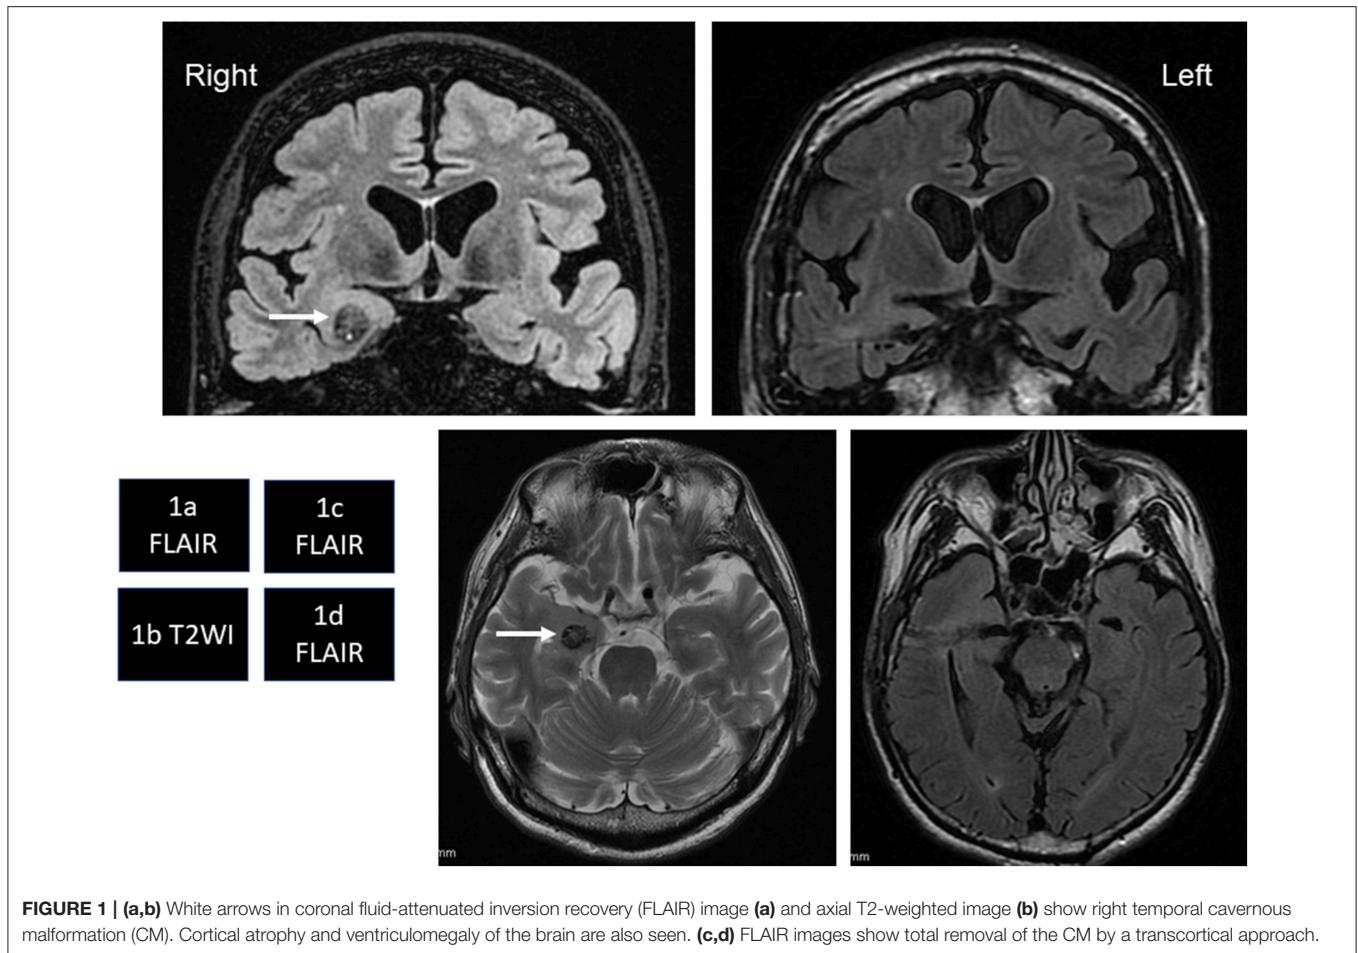 Right
Left
1a
FLAIR
1c
FLAIR
1b T2WI
1d
FLAIR
mm
mm
FIGURE 1 | (a,b) White arrows in coronal fluid-attenuated inversion recovery (FLAIR) image (a) and axial T2-weighted image (b) show right temporal cavernous
malformation (CM). Cortical atrophy and ventriculomegaly of the brain are also seen. (c,d) FLAIR images show total removal of the CM by a transcortical approach.